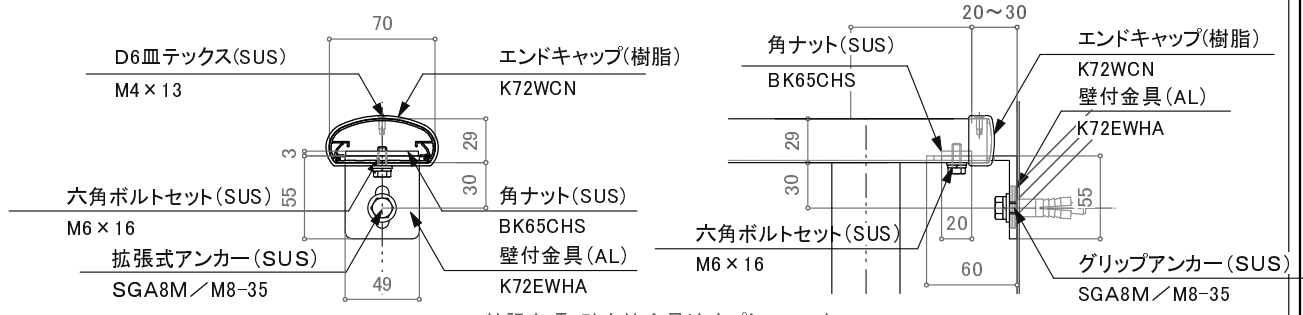 70
D6皿テックス(SUS)
M4×13
エンドキャップ(樹脂)
K72WCN
3
55
29
30
六角ボルトセット(SUS)
M6×16
拡張式アンカー(SUS)
SGA8M/M8-35
49
角ナット(SUS)
BK65CHS
壁付金具(AL)
K72EWHA
20~30
角ナット(SUS)
BK65CHS
エンドキャップ(樹脂)
K72WCN
壁付金具(AL)
K72EWHA
29
30
55
20
60
六角ボルトセット(SUS)
M6×16
グリップアンカー(SUS)
SGA8M/M8-35